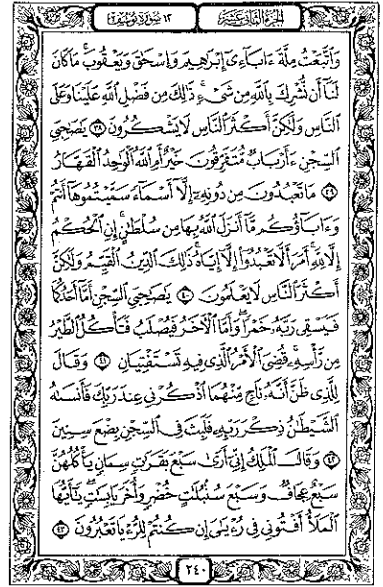 الجزء الثاني عشر ١٢ سورة يوسف
وَاتَّبَعْتُ مِلَّةَ ءَابَآءِىٓ إِبْرَٰهِيمَ وَإِسْحَٰقَ وَيَعْقُوبَ ۚ مَا كَانَ
لَنَآ أَن نُّشْرِكَ بِٱللَّهِ مِن شَىْءٍ ۚ ذَٰلِكَ مِن فَضْلِ ٱللَّهِ عَلَيْنَا وَعَلَى
ٱلنَّاسِ وَلَٰكِنَّ أَكْثَرَ ٱلنَّاسِ لَا يَشْكُرُونَ ٣٨ يَٰصَٰحِبَىِ
ٱلسِّجْنِ ءَأَرْبَابٌ مُّتَفَرِّقُونَ خَيْرٌ أَمِ ٱللَّهُ ٱلْوَٰحِدُ ٱلْقَهَّارُ
٣٩ مَا تَعْبُدُونَ مِن دُونِهِۦٓ إِلَّآ أَسْمَآءً سَمَّيْتُمُوهَآ أَنتُمْ
وَءَابَآؤُكُم مَّآ أَنزَلَ ٱللَّهُ بِهَا مِن سُلْطَٰنٍ ۚ إِنِ ٱلْحُكْمُ
إِلَّا لِلَّهِ ۚ أَمَرَ أَلَّا تَعْبُدُوٓا۟ إِلَّآ إِيَّاهُ ۚ ذَٰلِكَ ٱلدِّينُ ٱلْقَيِّمُ وَلَٰكِنَّ
أَكْثَرَ ٱلنَّاسِ لَا يَعْلَمُونَ ٤٠ يَٰصَٰحِبَىِ ٱلسِّجْنِ أَمَّآ أَحَدُكُمَا
فَيَسْقِى رَبَّهُۥ خَمْرًا ۖ وَأَمَّا ٱلْءَاخَرُ فَيُصْلَبُ فَتَأْكُلُ ٱلطَّيْرُ
مِن رَّأْسِهِۦ ۚ قُضِىَ ٱلْأَمْرُ ٱلَّذِى فِيهِ تَسْتَفْتِيَانِ ٤١ وَقَالَ
لِلَّذِى ظَنَّ أَنَّهُۥ نَاجٍ مِّنْهُمَا ٱذْكُرْنِى عِندَ رَبِّكَ فَأَنسَىٰهُ
ٱلشَّيْطَٰنُ ذِكْرَ رَبِّهِۦ فَلَبِثَ فِى ٱلسِّجْنِ بِضْعَ سِنِينَ
٤٢ وَقَالَ ٱلْمَلِكُ إِنِّىٓ أَرَىٰ سَبْعَ بَقَرَٰتٍ سِمَانٍ يَأْكُلُهُنَّ
سَبْعٌ عِجَافٌ وَسَبْعَ سُنۢبُلَٰتٍ خُضْرٍ وَأُخَرَ يَابِسَٰتٍ ۖ يَٰٓأَيُّهَا
ٱلْمَلَأُ أَفْتُونِى فِى رُءْيَٰىَ إِن كُنتُمْ لِلرُّءْيَا تَعْبُرُونَ ٤٣
٢٤٠